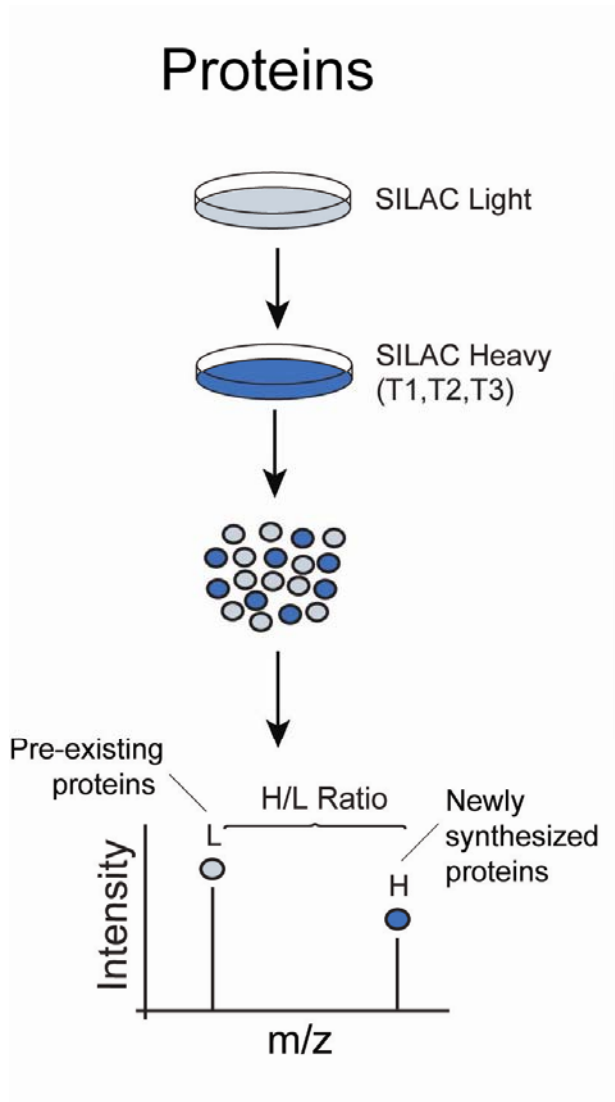 Proteins
SILAC Light
SILAC Heavy
(T1,T2,T3)
Pre-existing
proteins
H/L Ratio
Newly
synthesized
proteins
L
H
Intensity
m/z